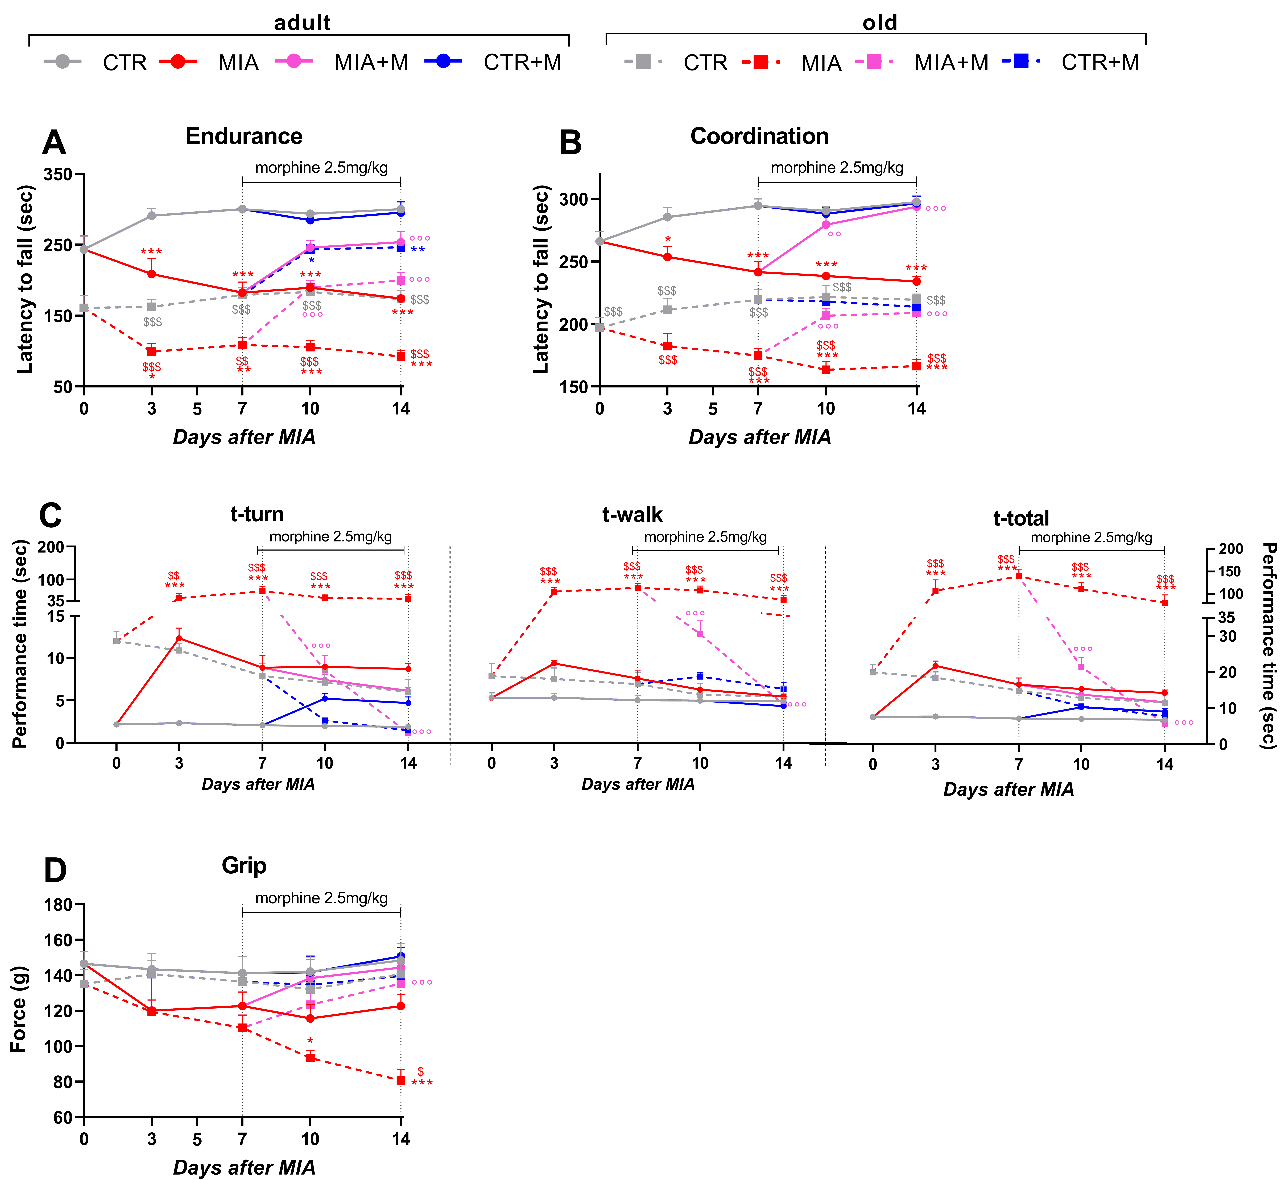 adult old
CTR MIA MIA+M CTR+M CTR MIA MIA+M CTR+M
A Endurance
morphine 2.5mg/kg
Latency to fall (sec)
350
250
150
50
*** *** *** °°° ** * °°° $$$ *** $$$ $$$ $$$ °°° $$$ * $$ ** $$$ *** $$$ ***
0 3 5 7 10 14
Days after MIA
B Coordination
morphine 2.5mg/kg
Latency to fall (sec)
300
250
200
150
* *** *** *** °° °°° $$$ $$$ $$$ $$$ $$$ °°° °°° $$$ $$$ *** $$$ *** $$$ ***
0 3 5 7 10 14
Days after MIA
C t-turn
morphine 2.5mg/kg
Performance time (sec)
200
100
35
15
10
5
0
$$ *** $$$ *** $$$ *** $$$ *** °°° °°°
0 3 7 10 14
Days after MIA
t-walk
morphine 2.5mg/kg
$$$ *** $$$ *** $$$ *** $$$ *** °°° °°°
0 3 7 10 14
Days after MIA
t-total
morphine 2.5mg/kg
$$$ *** $$$ *** $$$ *** $$$ *** °°° °°°
200
150
100
35
30
20
10
0
Performance time (sec)
0 3 7 10 14
Days after MIA
D Grip
morphine 2.5mg/kg
Force (g)
180
160
140
120
100
80
60
°°° * $ ***
0 3 5 7 10 14
Days after MIA